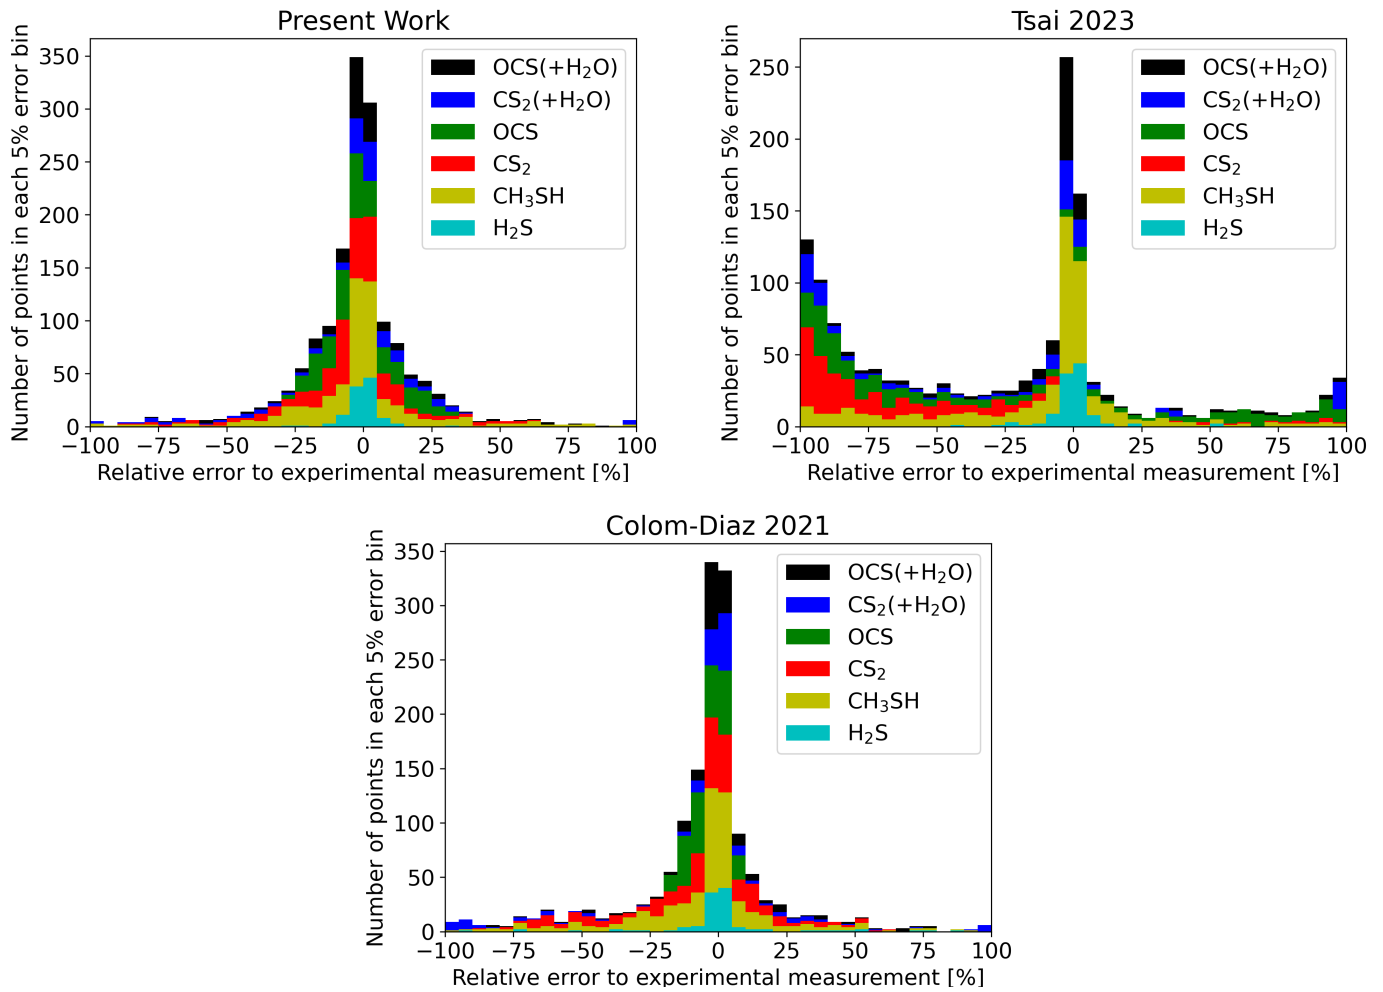 Present Work
Number of points in each 5% error bin
350
300
250
200
150
100
50
0
OCS(+H₂O)
CS₂(+H₂O)
OCS
CS₂
CH₃SH
H₂S
−100 −75 −50 −25 0 25 50 75 100
Relative error to experimental measurement [%]
Tsai 2023
Number of points in each 5% error bin
250
200
150
100
50
0
OCS(+H₂O)
CS₂(+H₂O)
OCS
CS₂
CH₃SH
H₂S
−100 −75 −50 −25 0 25 50 75 100
Relative error to experimental measurement [%]
Colom-Diaz 2021
Number of points in each 5% error bin
350
300
250
200
150
100
50
0
OCS(+H₂O)
CS₂(+H₂O)
OCS
CS₂
CH₃SH
H₂S
−100 −75 −50 −25 0 25 50 75 100
Relative error to experimental measurement [%]